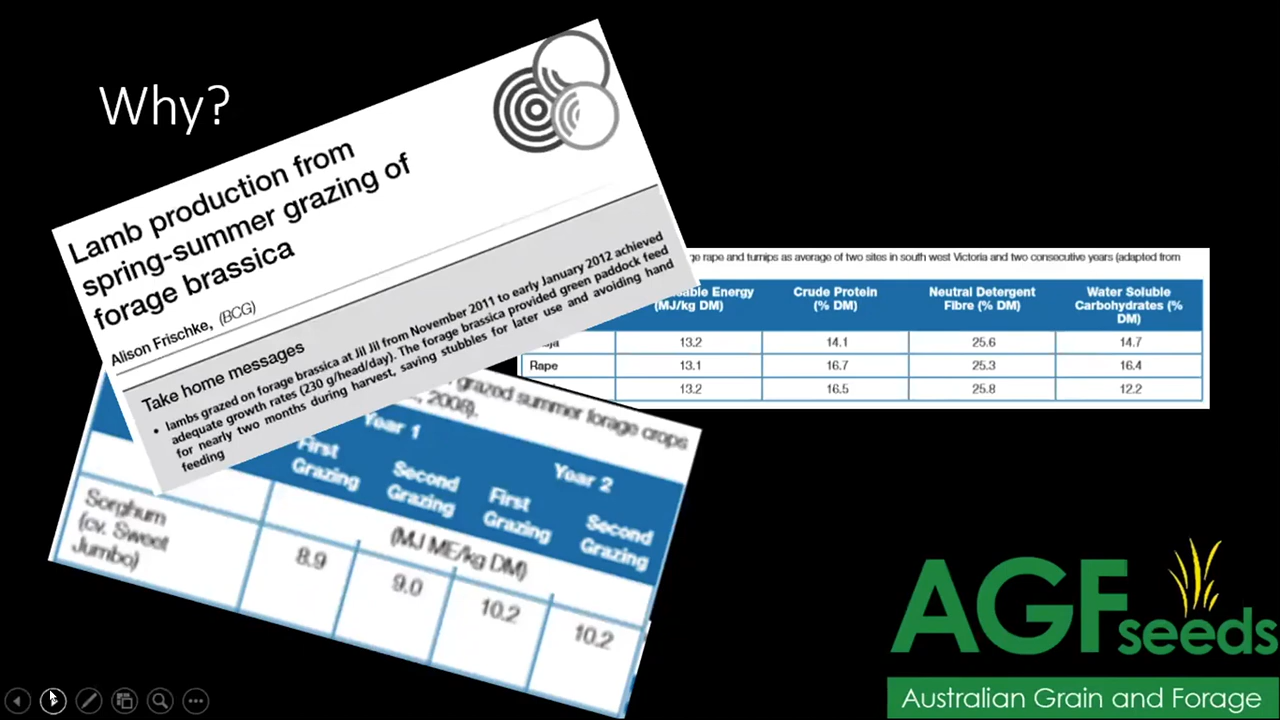 Why?
Lamb production from
spring-summer grazing of
forage brassica
Alison Frischke, (BCG)
Take home messages
• lambs grazed on forage brassica at Jil Jil from November 2011 to early January 2012 achieved
adequate growth rates (230 g/head/day). The forage brassica provided green paddock feed
for nearly two months during harvest, saving stubbles for later use and avoiding hand
feeding
rape and turnips as average of two sites in south west Victoria and two consecutive years (adapted from
Energy (MJ/kg DM)
Crude Protein (% DM)
Neutral Detergent Fibre (% DM)
Water Soluble Carbohydrates (% DM)
13.2 14.1 25.6 14.7
Rape 13.1 16.7 25.3 16.4
13.2 16.5 25.8 12.2
grazed summer forage crops
2008).
Year 1
Year 2
First Grazing
Second Grazing
First Grazing
Second Grazing
(MJ ME/kg DM)
Sorghum
(cv. Sweet
Jumbo)
8.9 9.0 10.2 10.2
AGF seeds
Australian Grain and Forage